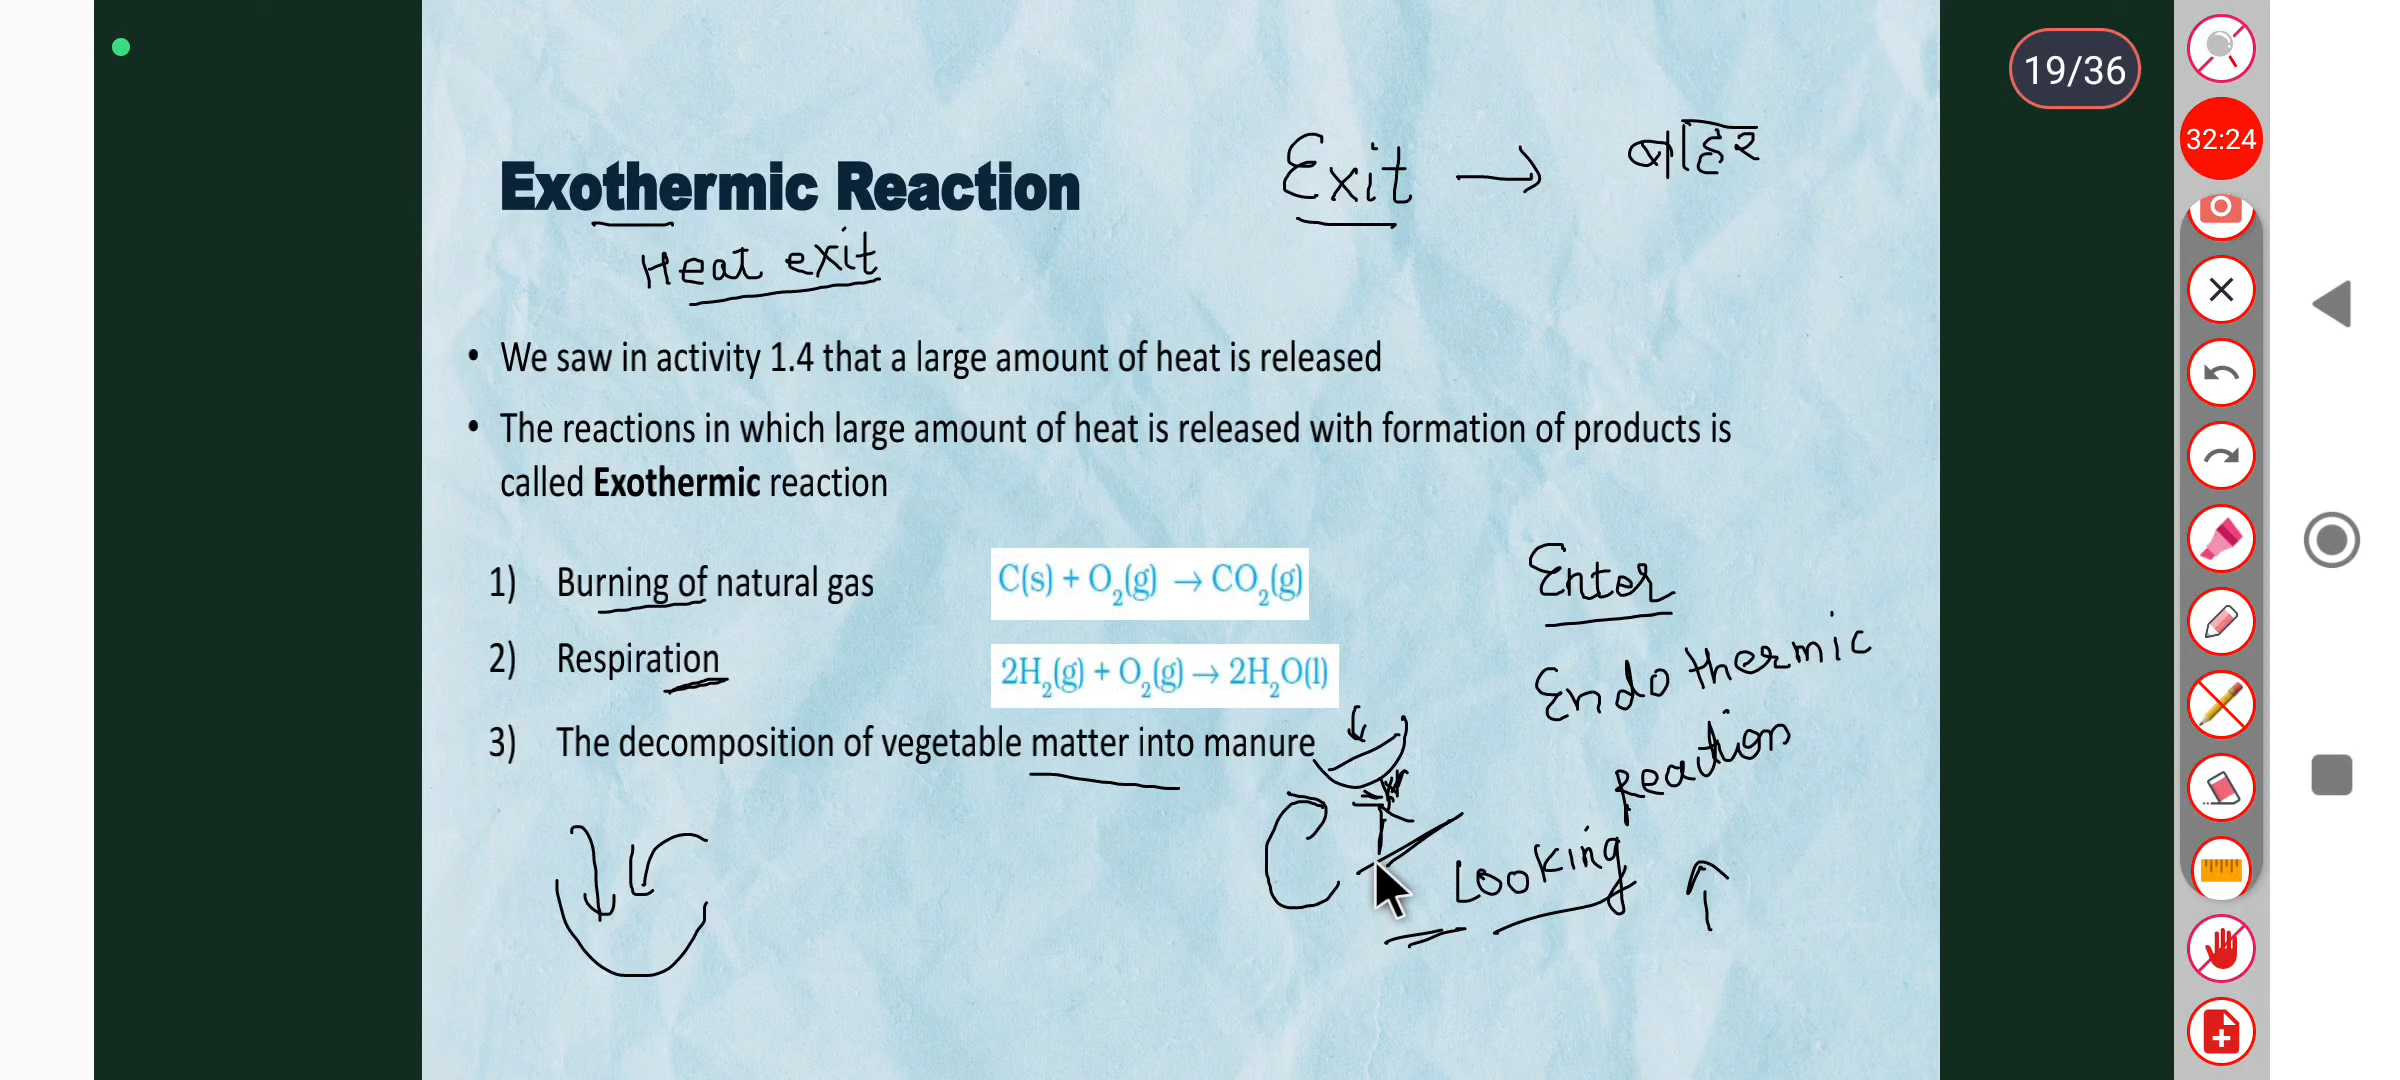 19/36
32:24
Exit → बाहर
Exothermic Reaction
Heat exit
• We saw in activity 1.4 that a large amount of heat is released
• The reactions in which large amount of heat is released with formation of products is
called Exothermic reaction
1) Burning of natural gas
C(s) + O₂(g) → CO₂(g)
2) Respiration
2H₂(g) + O₂(g) → 2H₂O(l)
3) The decomposition of vegetable matter into manure
Enter
Endothermic
Reaction
Looking ↑